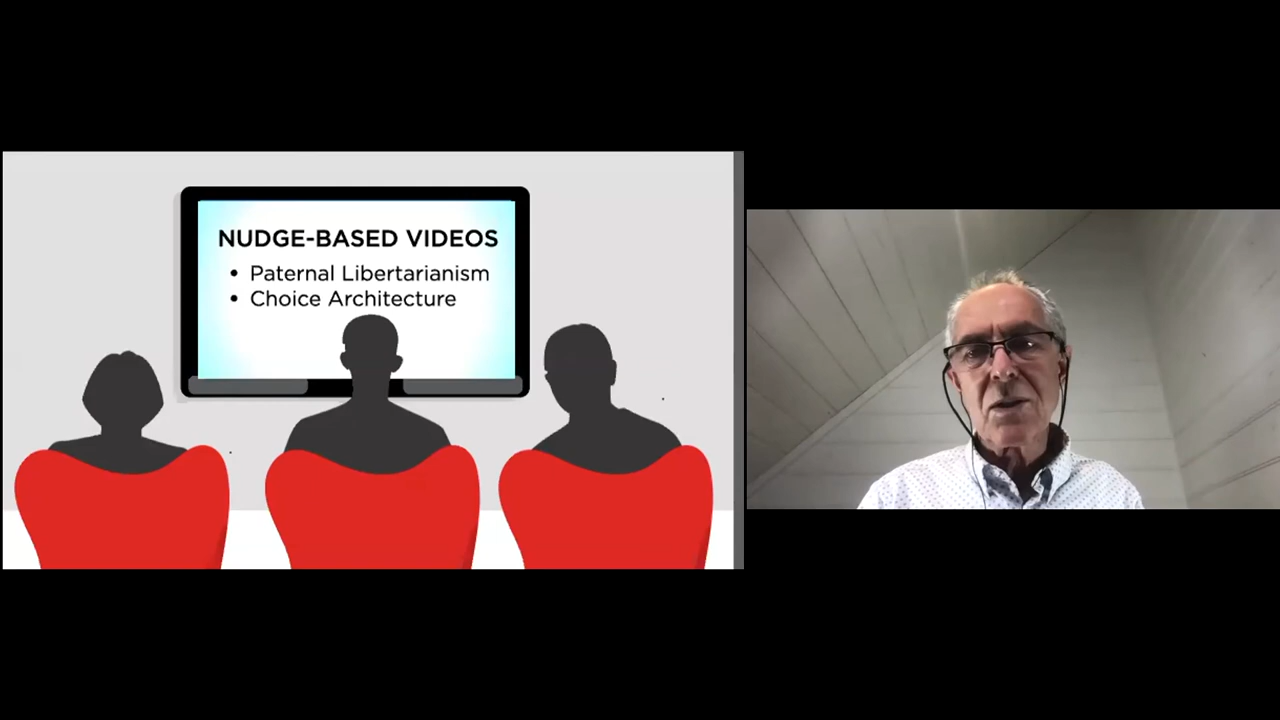 NUDGE-BASED VIDEOS
• Paternal Libertarianism
• Choice Architecture